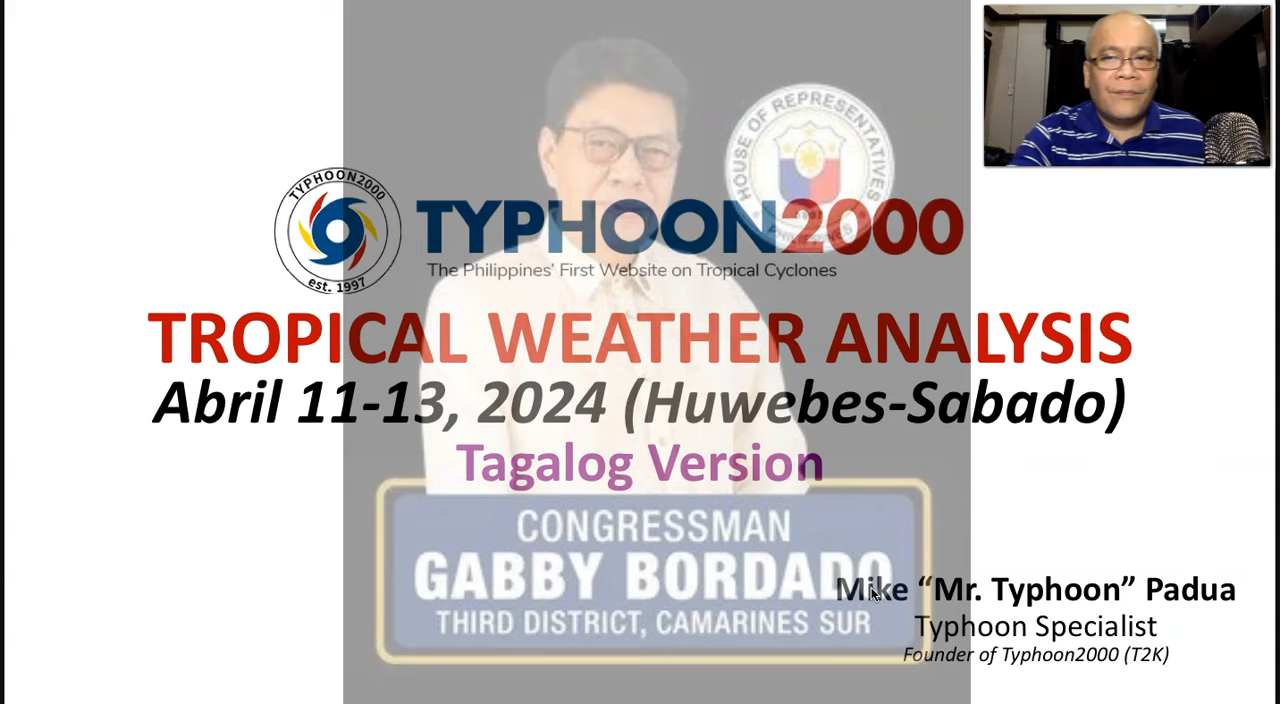 HOUSE OF REPRESENTATIVES
PHILIPPINES
TYPHOON2000
est. 1997
TYPHOON2000
The Philippines' First Website on Tropical Cyclones
TROPICAL WEATHER ANALYSIS
Abril 11-13, 2024 (Huwebes-Sabado)
Tagalog Version
CONGRESSMAN
GABBY BORDADO
THIRD DISTRICT, CAMARINES SUR
Mike “Mr. Typhoon” Padua
Typhoon Specialist
Founder of Typhoon2000 (T2K)